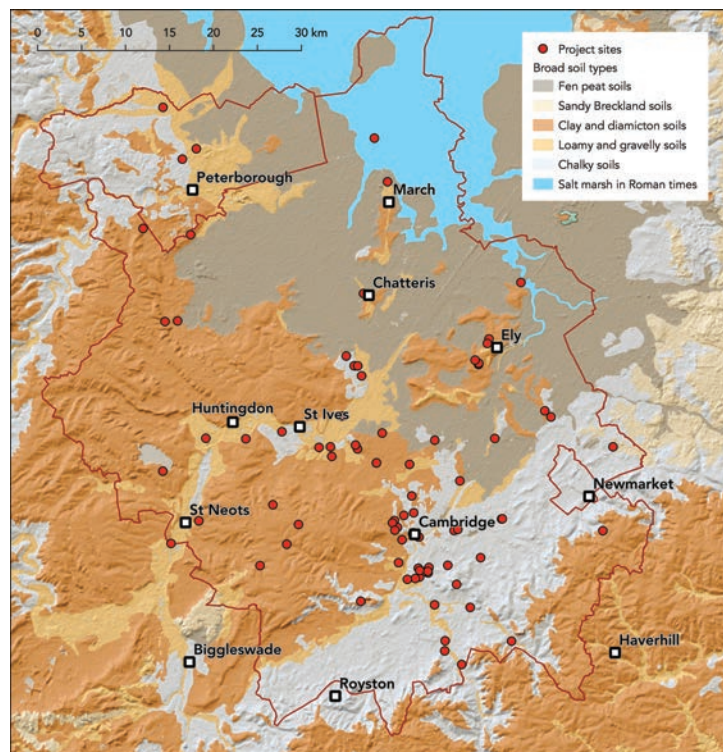 0 5 10 15 20 25 30 km
Project sites
Broad soil types
Fen peat soils
Sandy Breckland soils
Clay and diamicton soils
Loamy and gravelly soils
Chalky soils
Salt marsh in Roman times
Peterborough
March
Chatteris
Ely
Huntingdon
St Ives
Newmarket
St Neots
Cambridge
Haverhill
Biggleswade
Royston